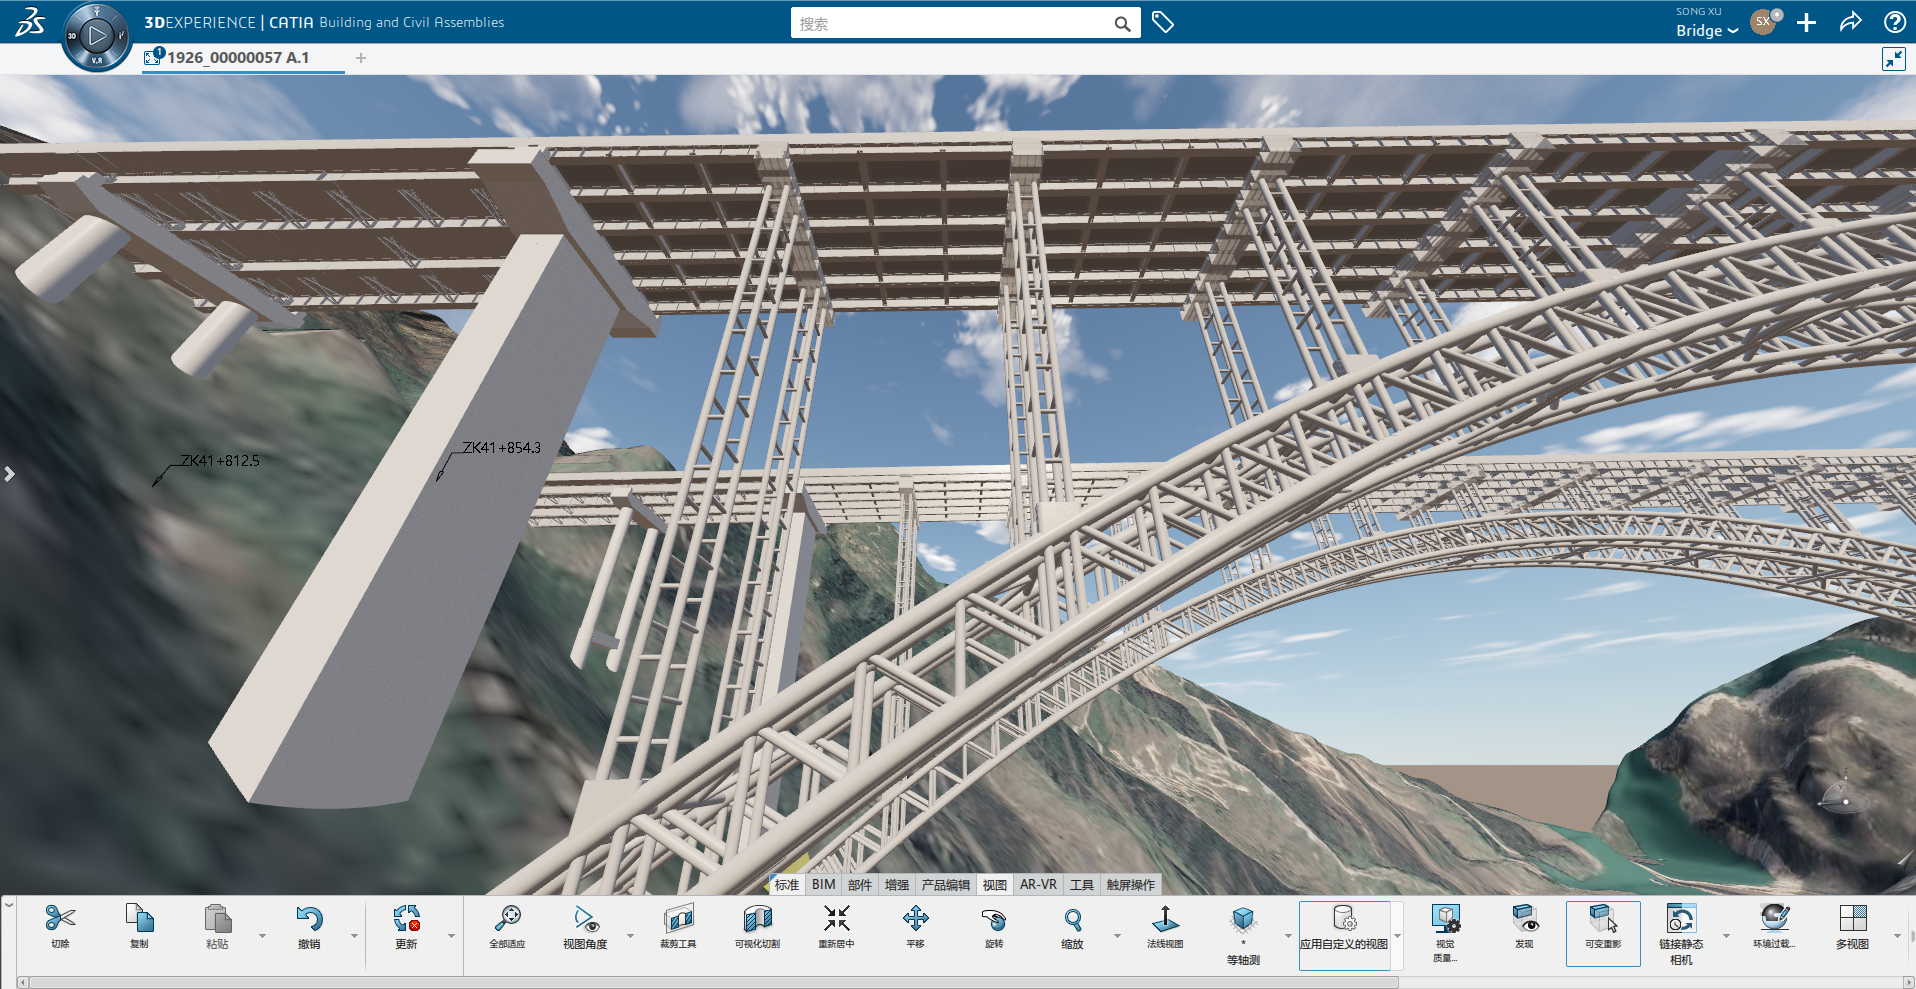 3DEXPERIENCE | CATIA Building and Civil Assemblies
搜索
SONG XU
Bridge
SX
3D
V.R
1926_00000057 A.1
1
ZK41+812.5
ZK41+854.3
标准 BIM 部件 增强 产品编辑 视图 AR-VR 工具 触屏操作
切除
复制
粘贴
撤销
更新
全部适应
视图角度
裁剪工具
可视化切割
重新居中
平移
旋转
缩放
法线视图
*
等轴测
应用自定义的视图
视觉
质量...
发现
可变重影
链接静态
相机
环境过载...
多视图